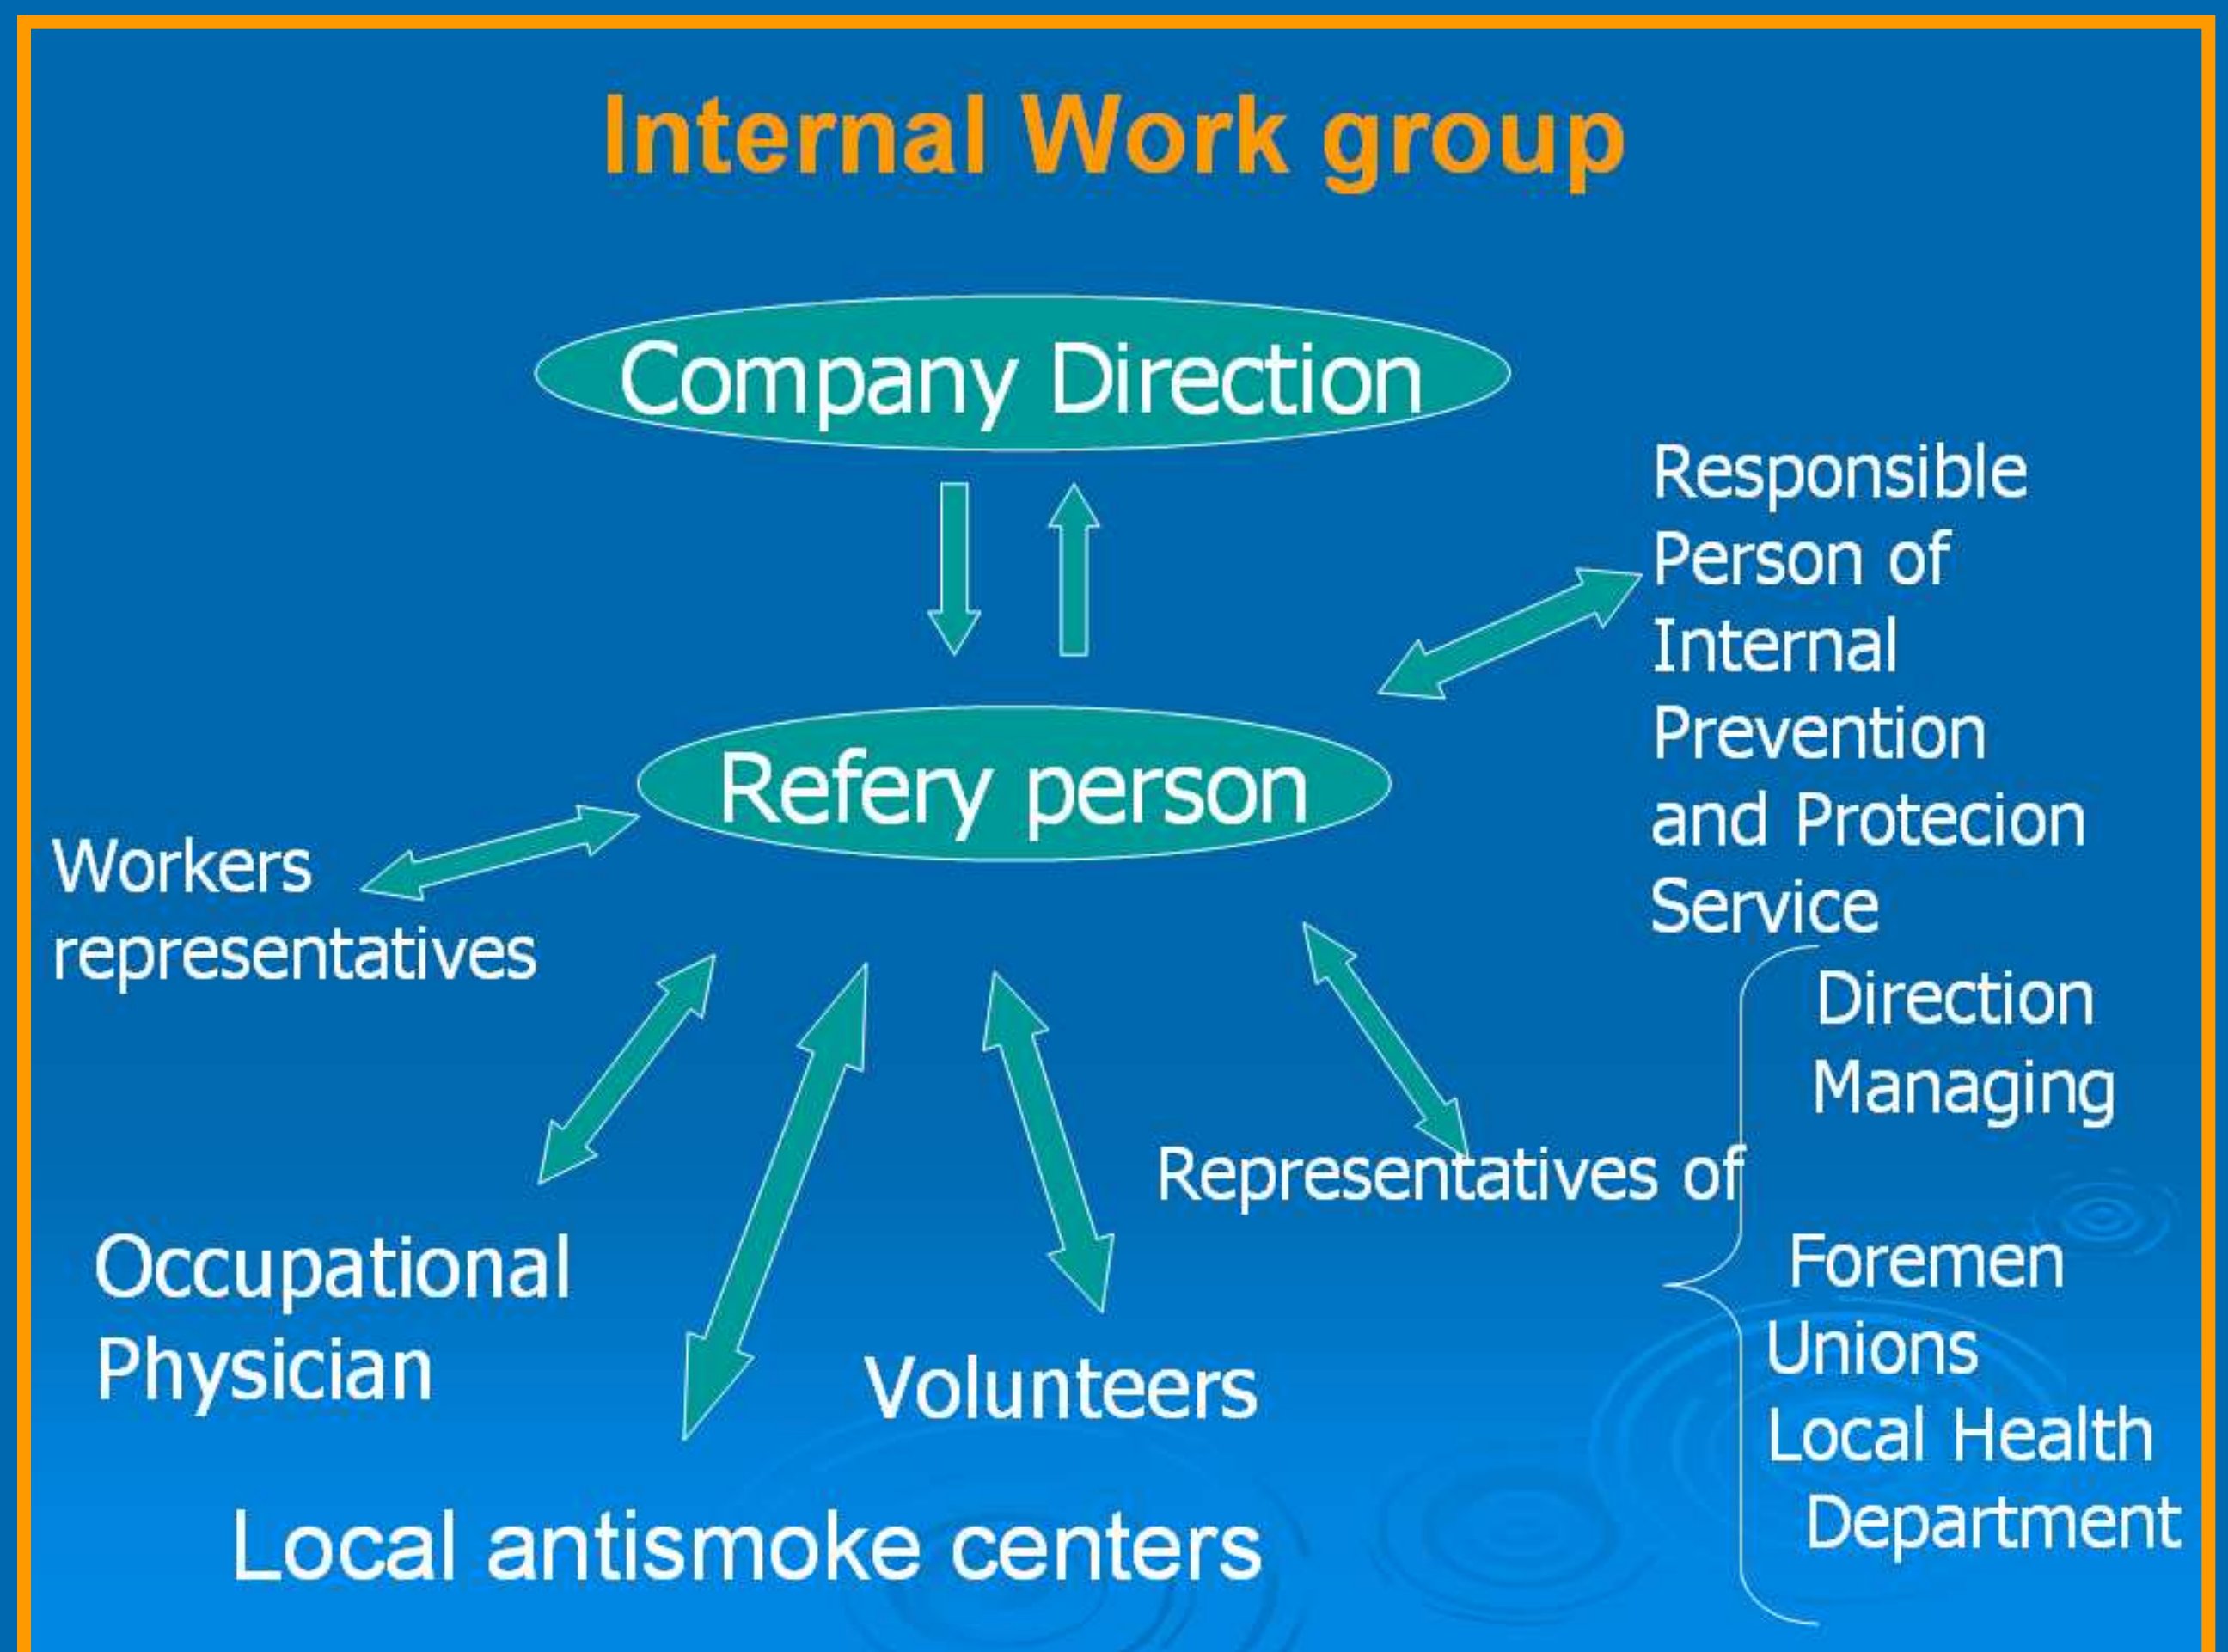 Internal Work group
Company Direction
Responsible
Person of
Internal
Prevention
and Protecion
Service
Refery person
Workers
representatives
Direction
Managing
Representatives of
Foremen
Unions
Local Health
Department
Occupational
Physician
Volunteers
Local antismoke centers